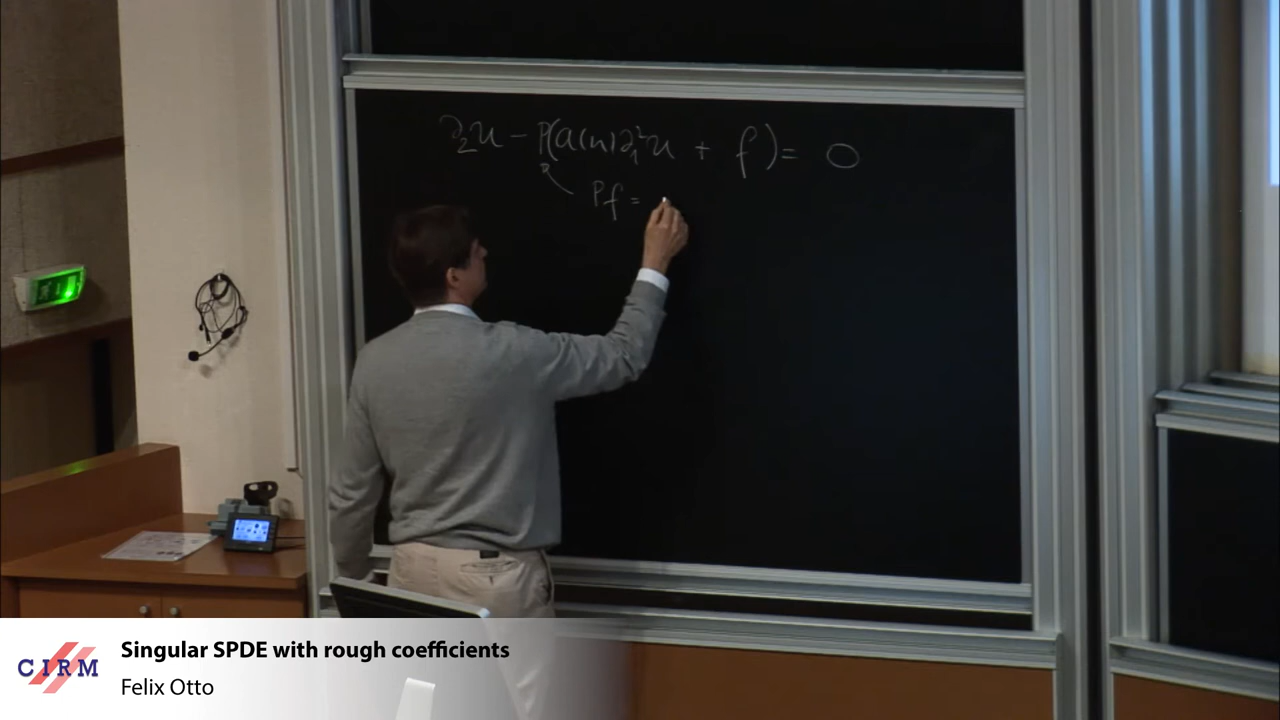 ∂₂u − P(a(u)∂₁²u + f) = 0
Pf =
CIRM
Singular SPDE with rough coefficients
Felix Otto